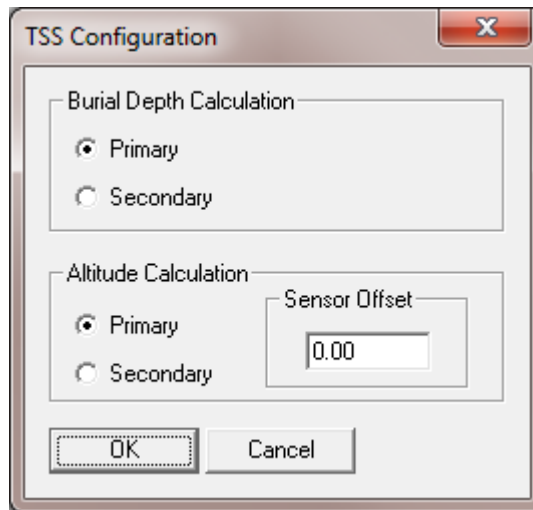 TSS Configuration
Burial Depth Calculation
Primary
Secondary
Altitude Calculation
Sensor Offset
Primary
0.00
Secondary
OK Cancel